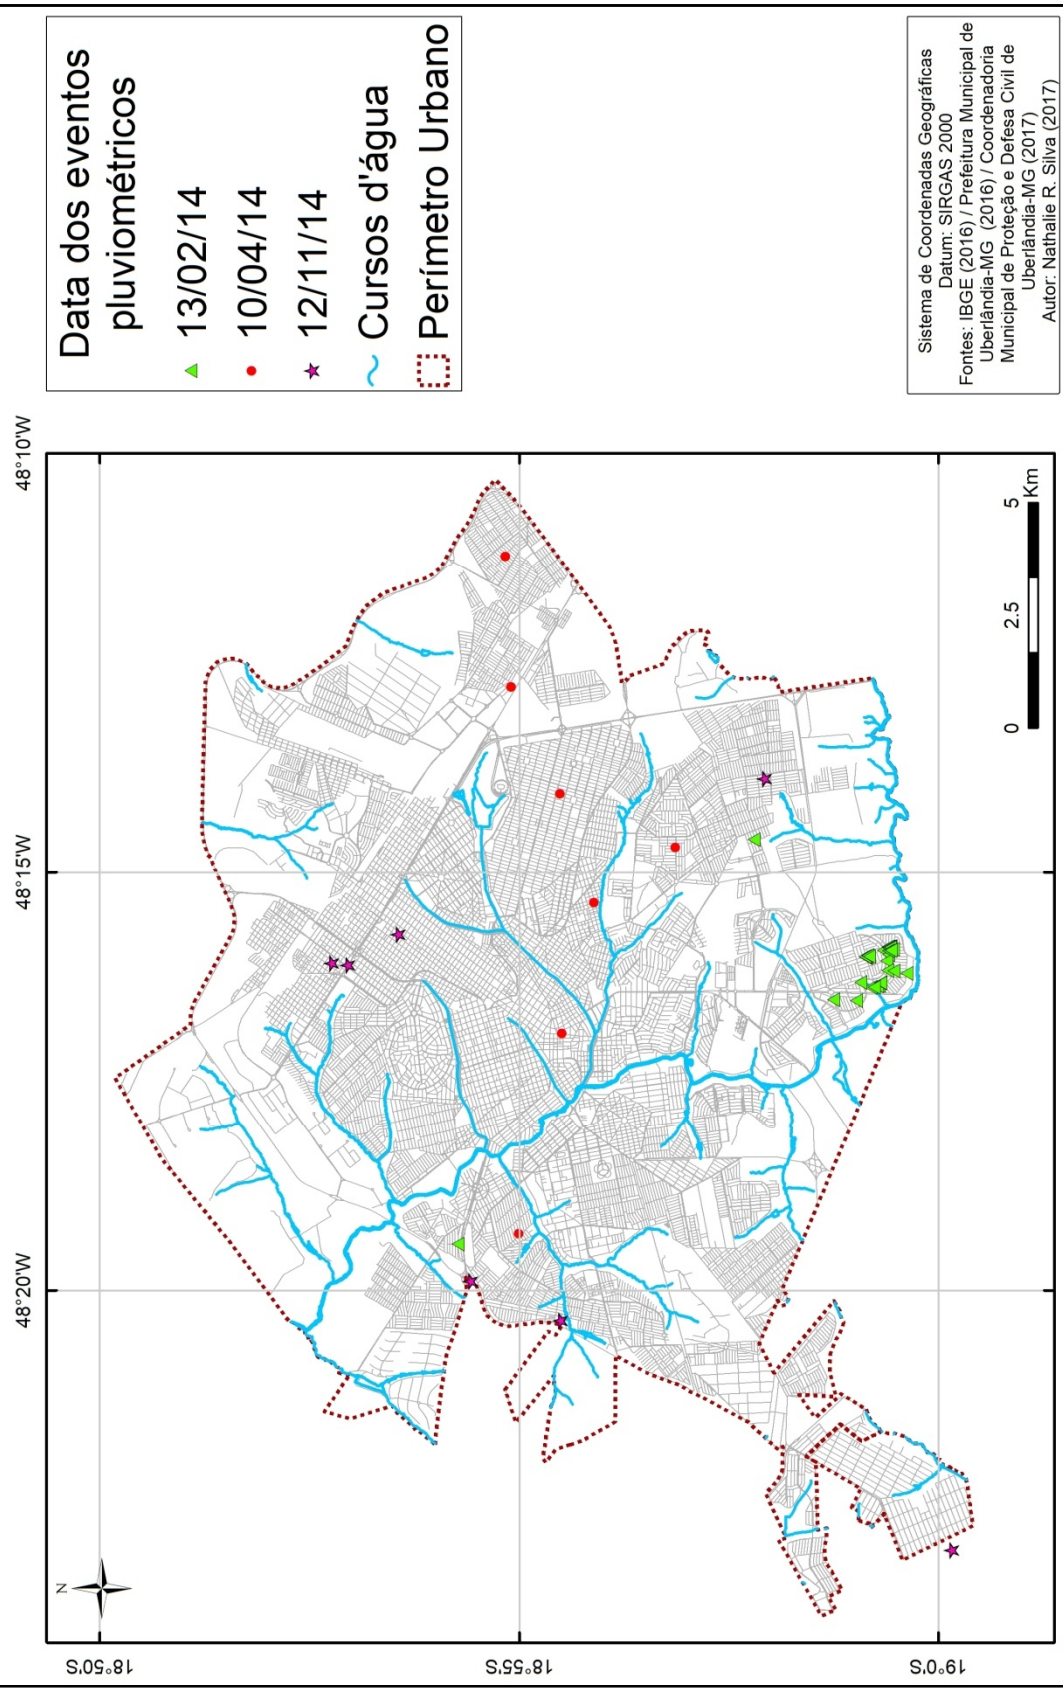 N
48°20'W
48°15'W
48°10'W
18°50'S
18°55'S
19°0'S
Data dos eventos
pluviométricos
13/02/14
10/04/14
12/11/14
Cursos d'água
Perímetro Urbano
0 2.5 5
Km
Sistema de Coordenadas Geográficas
Datum: SIRGAS 2000
Fontes: IBGE (2016) / Prefeitura Municipal de
Uberlândia-MG (2016) / Coordenadoria
Municipal de Proteção e Defesa Civil de
Uberlândia-MG (2017)
Autor: Nathalie R. Silva (2017)